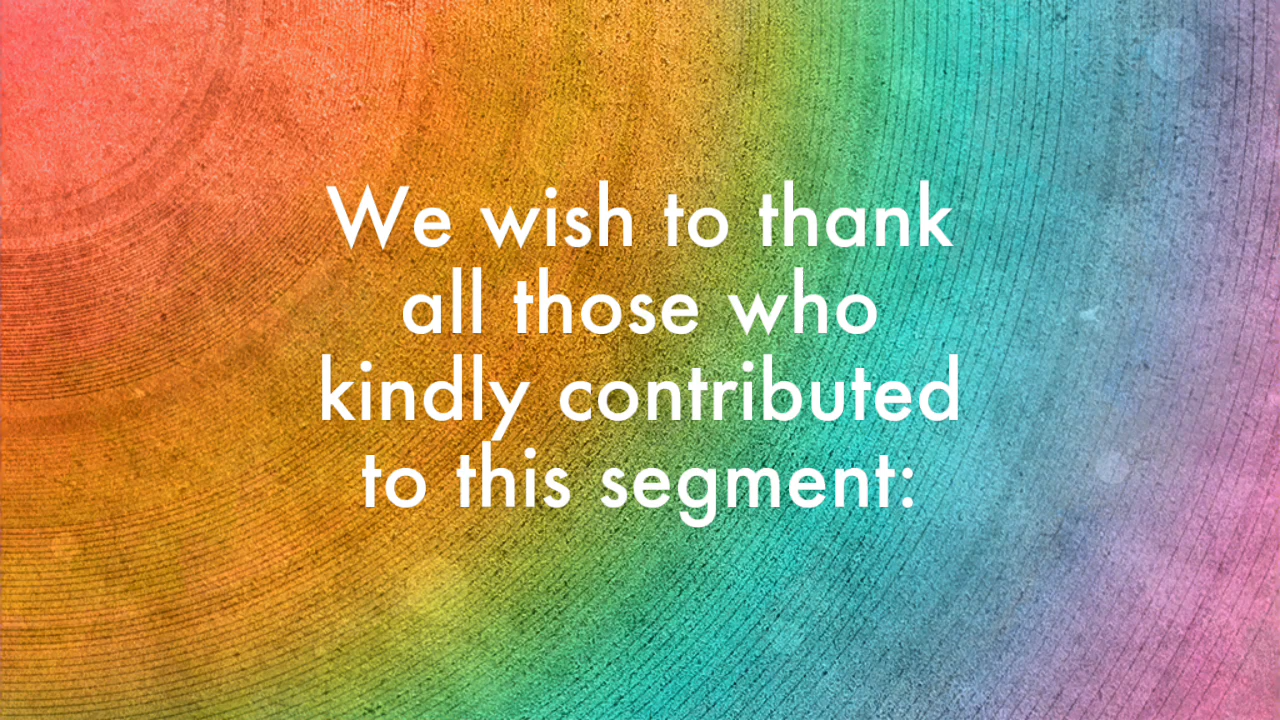 We wish to thank
all those who
kindly contributed
to this segment: